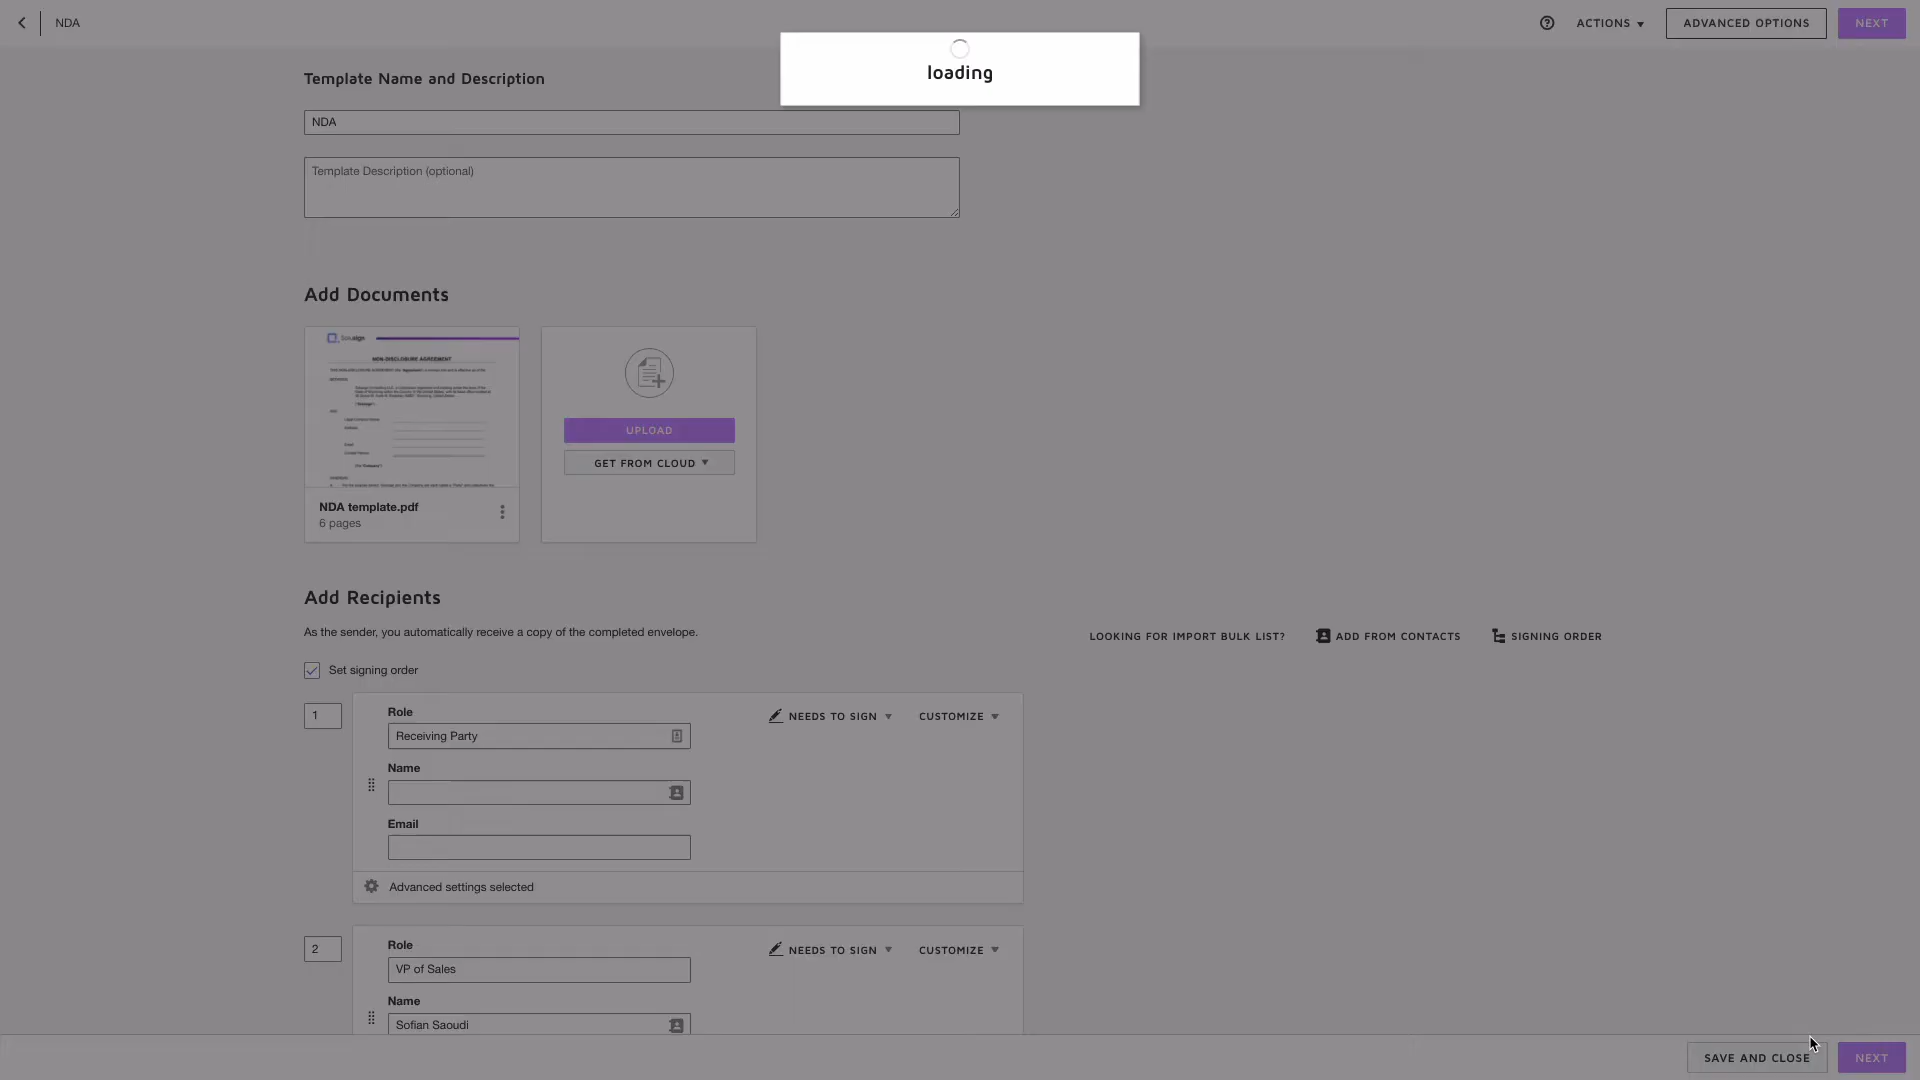 NDA
ACTIONS
ADVANCED OPTIONS
NEXT
loading
Template Name and Description
NDA
Template Description (optional)
Add Documents
NON-DISCLOSURE AGREEMENT
NDA template.pdf
6 pages
UPLOAD
GET FROM CLOUD
Add Recipients
As the sender, you automatically receive a copy of the completed envelope.
LOOKING FOR IMPORT BULK LIST?
ADD FROM CONTACTS
SIGNING ORDER
Set signing order
1
Role
NEEDS TO SIGN
CUSTOMIZE
Receiving Party
Name
Email
Advanced settings selected
2
Role
NEEDS TO SIGN
CUSTOMIZE
VP of Sales
Name
Sofian Saoudi
SAVE AND CLOSE
NEXT